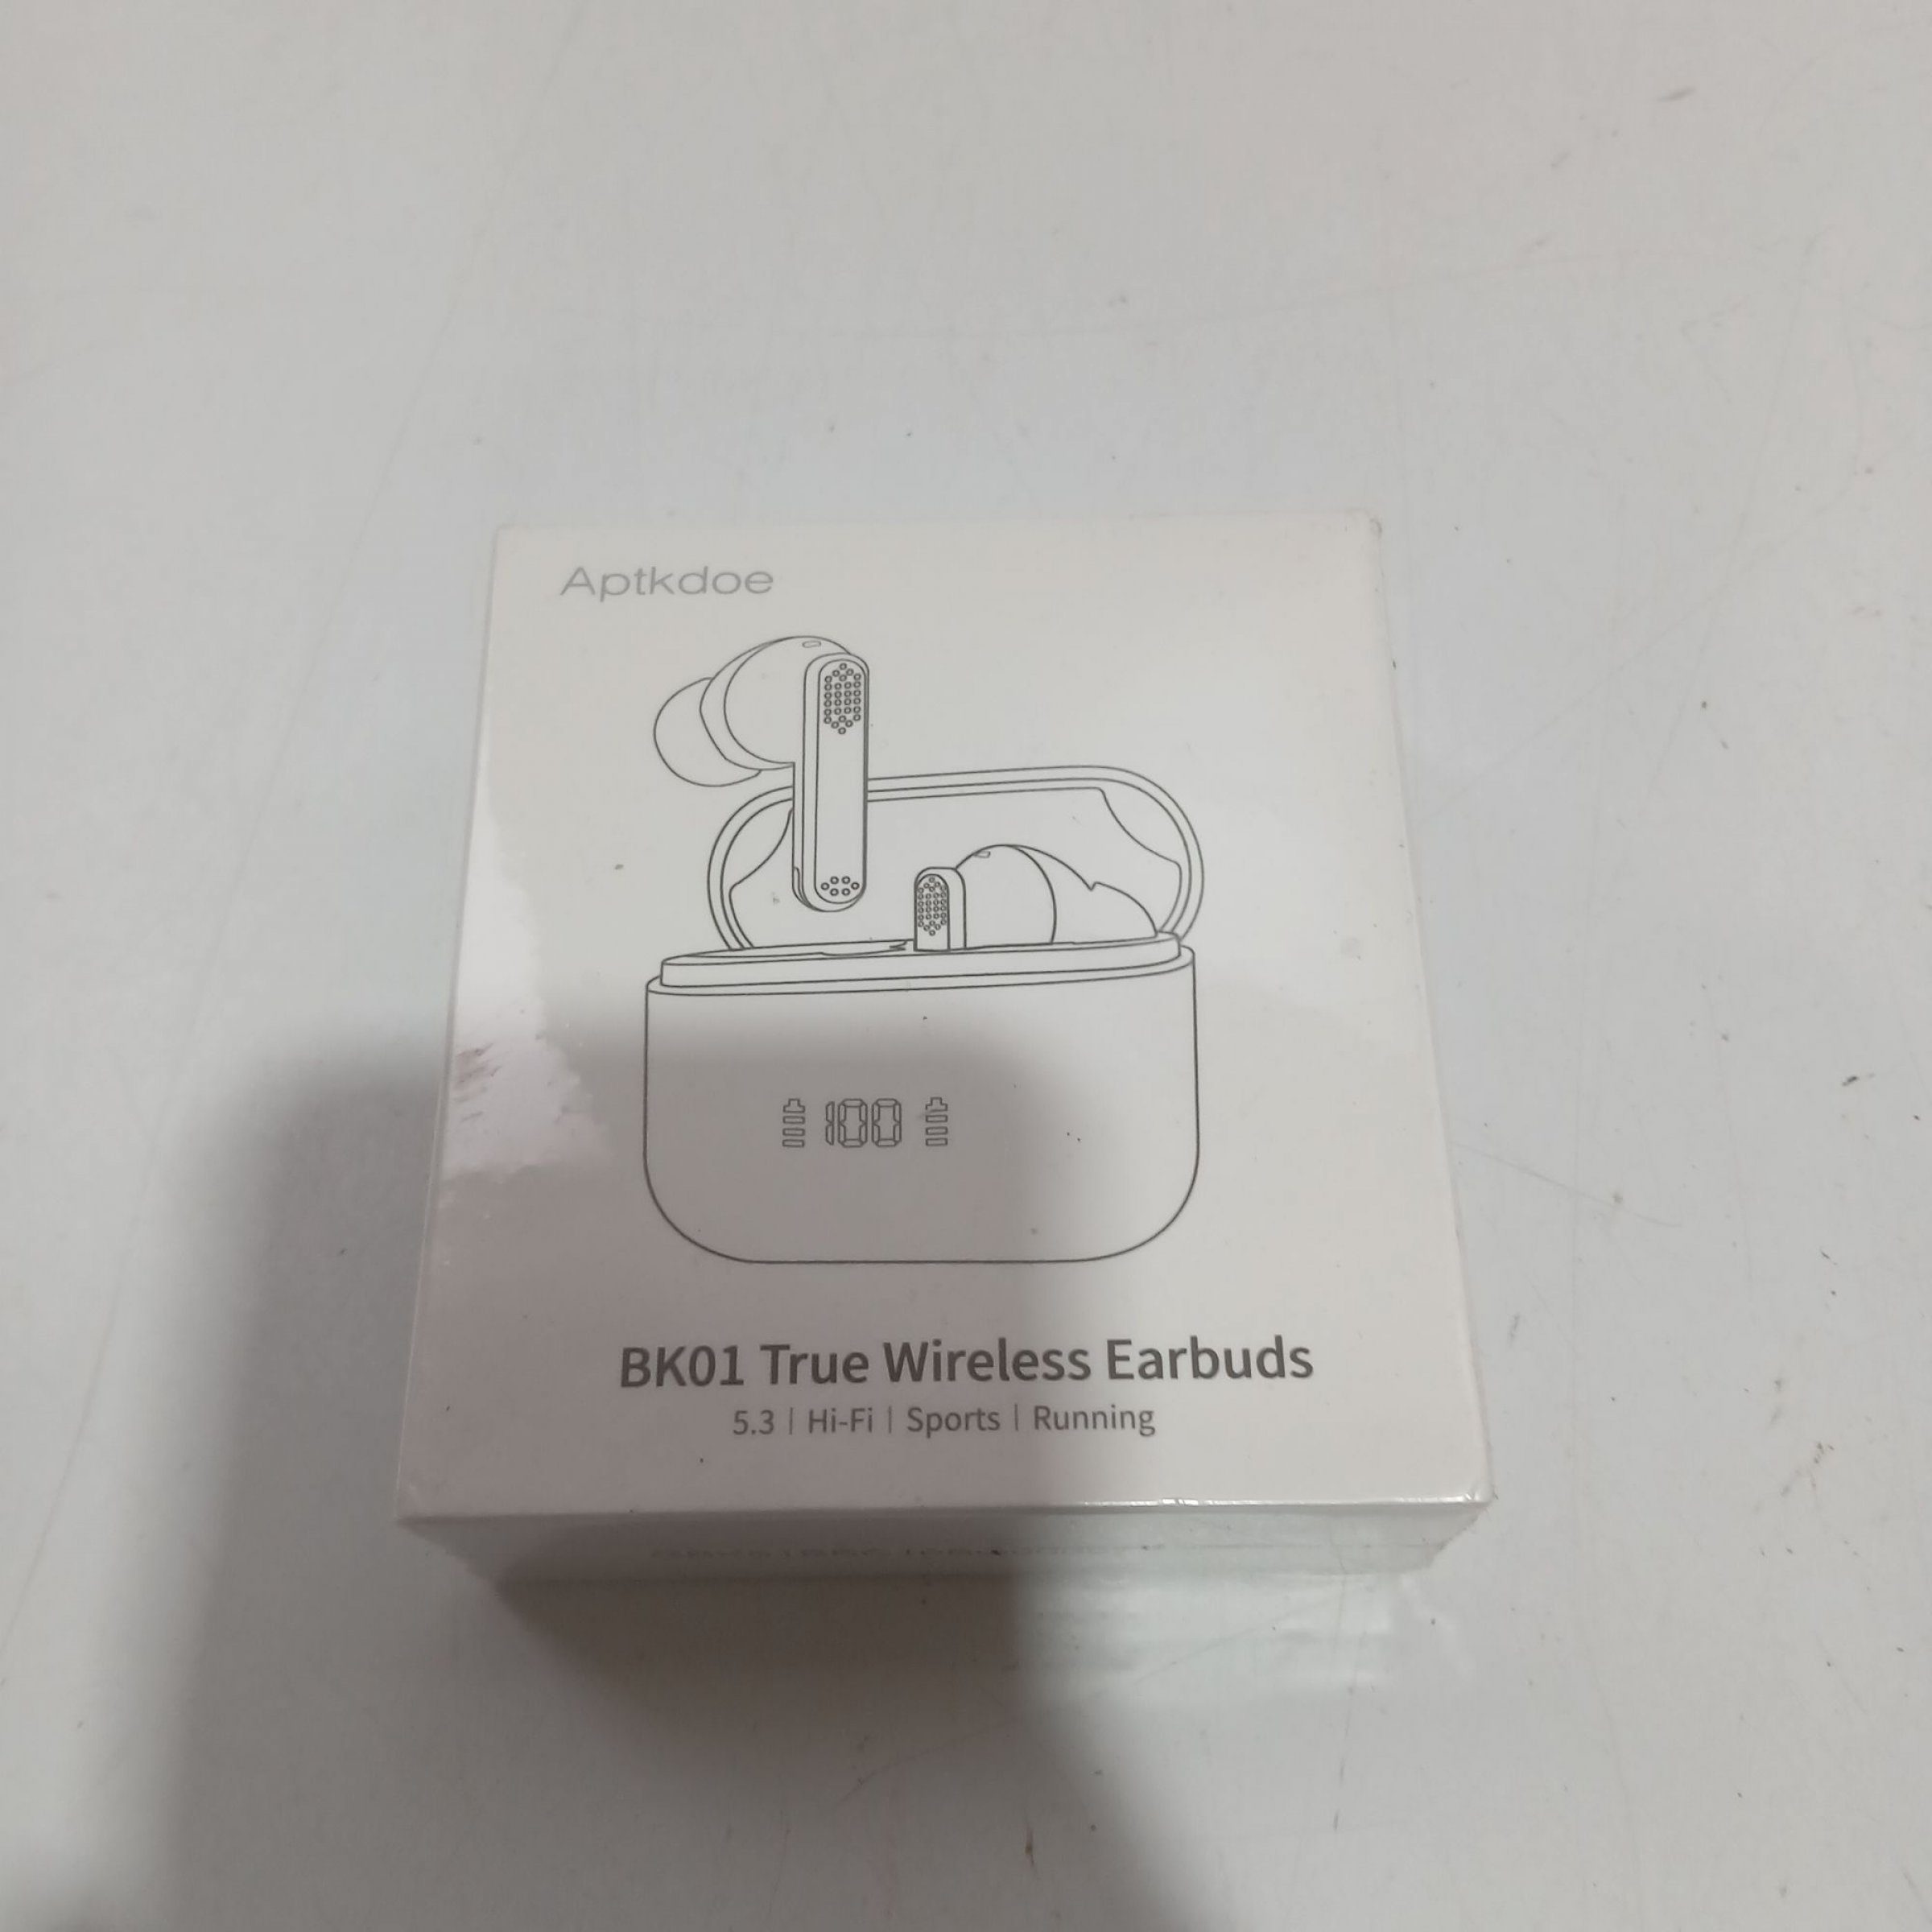 Aptkdoe
100
BK01 True Wireless Earbuds
5.3 | Hi-Fi | Sports | Running